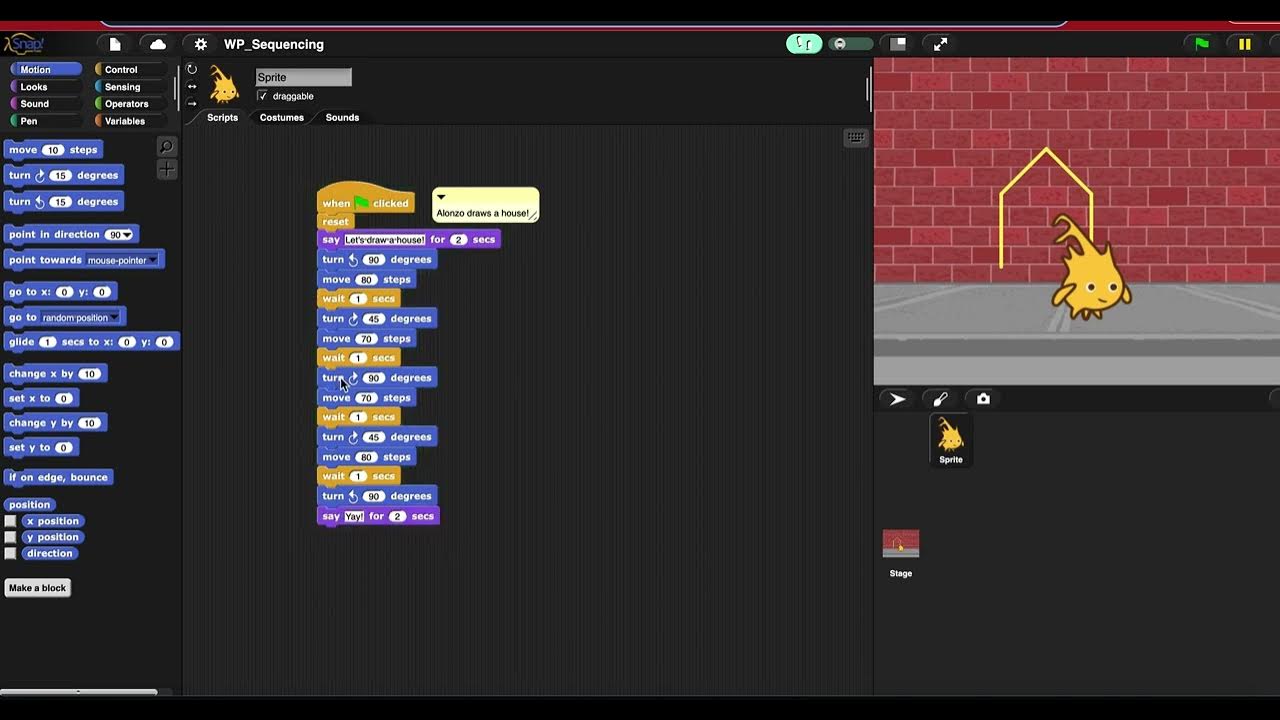 Snap!
WP_Sequencing
Motion
Control
Looks
Sensing
Sound
Operators
Pen
Variables
Sprite
draggable
Scripts
Costumes
Sounds
move 10 steps
turn 15 degrees
turn 15 degrees
point in direction 90
point towards mouse-pointer
go to x: 0 y: 0
go to random position
glide 1 secs to x: 0 y: 0
change x by 10
set x to 0
change y by 10
set y to 0
if on edge, bounce
position
x position
y position
direction
Make a block
when clicked
Alonzo draws a house!
reset
say Let's draw a house! for 2 secs
turn 90 degrees
move 80 steps
wait 1 secs
turn 45 degrees
move 70 steps
wait 1 secs
turn 90 degrees
move 70 steps
wait 1 secs
turn 45 degrees
move 80 steps
wait 1 secs
turn 90 degrees
say Yay! for 2 secs
Sprite
Stage